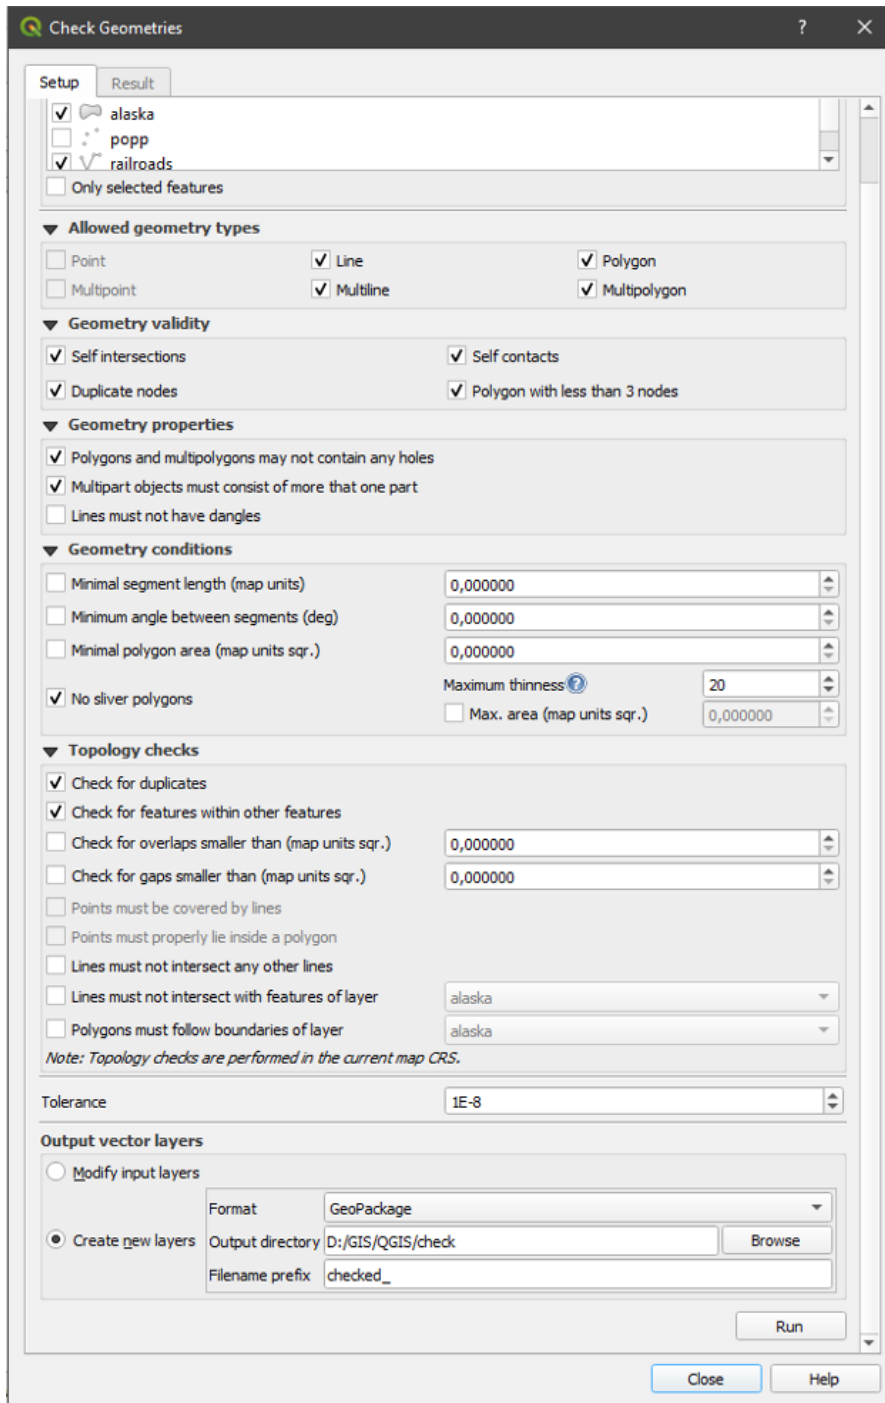 Check Geometries
?
Setup Result
alaska
popp
railroads
Only selected features
Allowed geometry types
Point Line Polygon
Multipoint Multiline Multipolygon
Geometry validity
Self intersections Self contacts
Duplicate nodes Polygon with less than 3 nodes
Geometry properties
Polygons and multipolygons may not contain any holes
Multipart objects must consist of more that one part
Lines must not have dangles
Geometry conditions
Minimal segment length (map units) 0,000000
Minimum angle between segments (deg) 0,000000
Minimal polygon area (map units sqr.) 0,000000
No sliver polygons Maximum thinness ? 20
Max. area (map units sqr.) 0,000000
Topology checks
Check for duplicates
Check for features within other features
Check for overlaps smaller than (map units sqr.) 0,000000
Check for gaps smaller than (map units sqr.) 0,000000
Points must be covered by lines
Points must properly lie inside a polygon
Lines must not intersect any other lines
Lines must not intersect with features of layer alaska
Polygons must follow boundaries of layer alaska
Note: Topology checks are performed in the current map CRS.
Tolerance 1E-8
Output vector layers
Modify input layers
Format GeoPackage
Create new layers Output directory D:/GIS/QGIS/check Browse
Filename prefix checked_
Run
Close Help